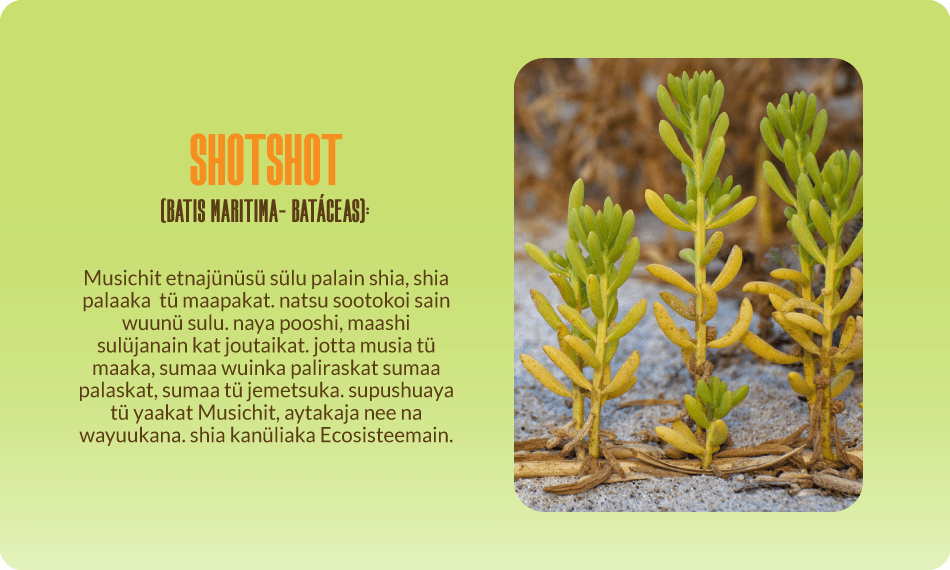 SHOTSHOT
(BATIS MARITIMA- BATÁCEAS):
Musichit etnajünüsü sülu palain shia, shia
palaaka  tü maapakat. natsu sootokoi sain
wuunü sulu. naya pooshi, maashi
sulüjanain kat joutaikat. jotta musia tü
maaka, sumaa wuinka paliraskat sumaa
palaskat, sumaa tü jemetsuka. supushuaya
tü yaakat Musichit, aytakaja nee na
wayuukana. shia kanüliaka Ecosisteemain.